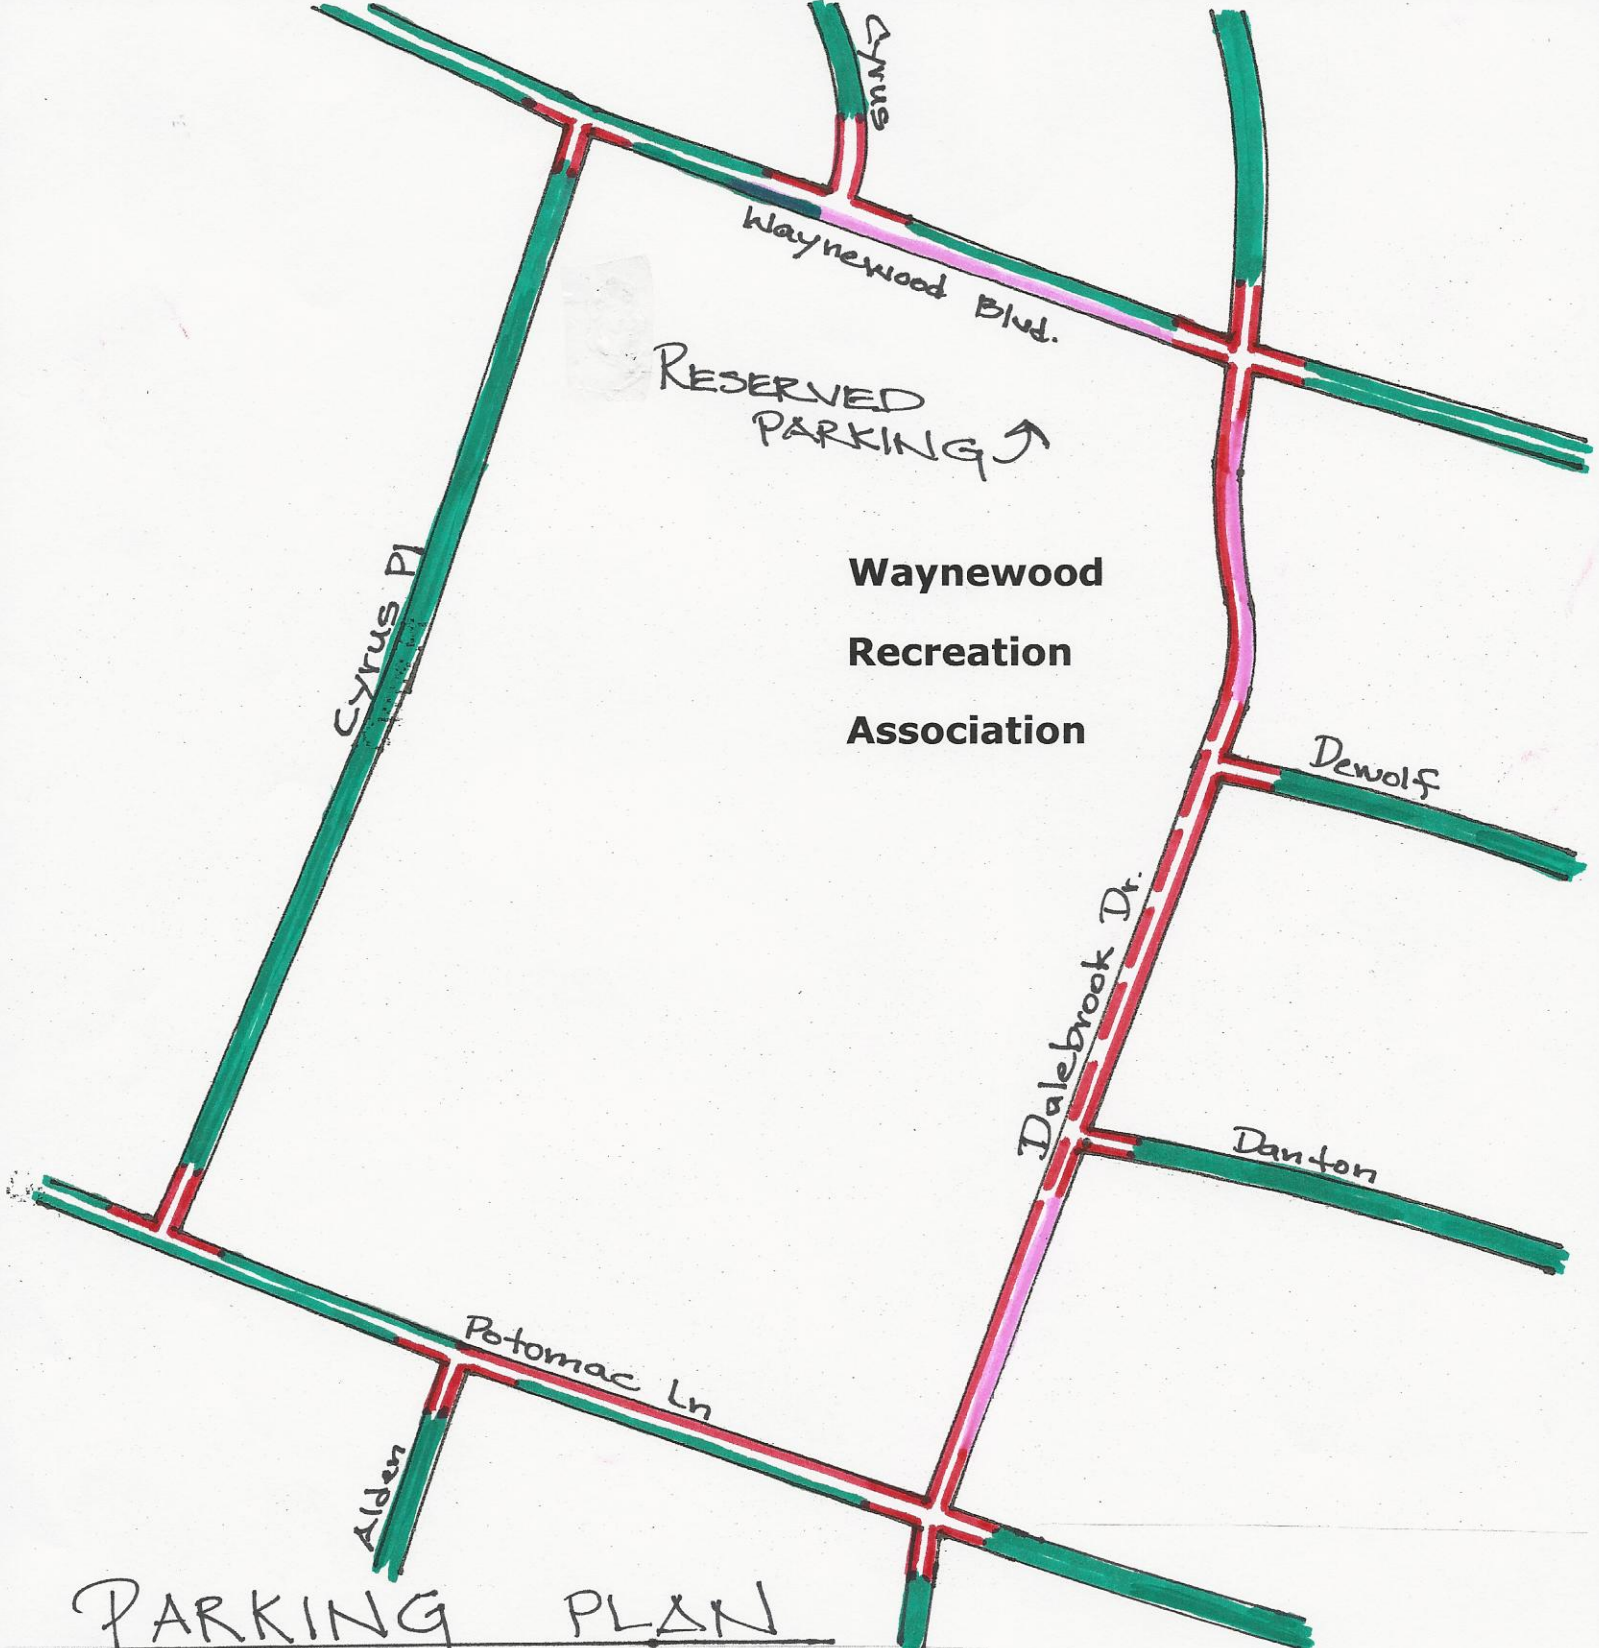 Cyrus
Waynewood Blvd.
RESERVED
PARKING
Waynewood
Recreation
Association
Cyrus Pl
Dewolf
Dalebrook Dr.
Danton
Potomac Ln
Alden
PARKING PLAN